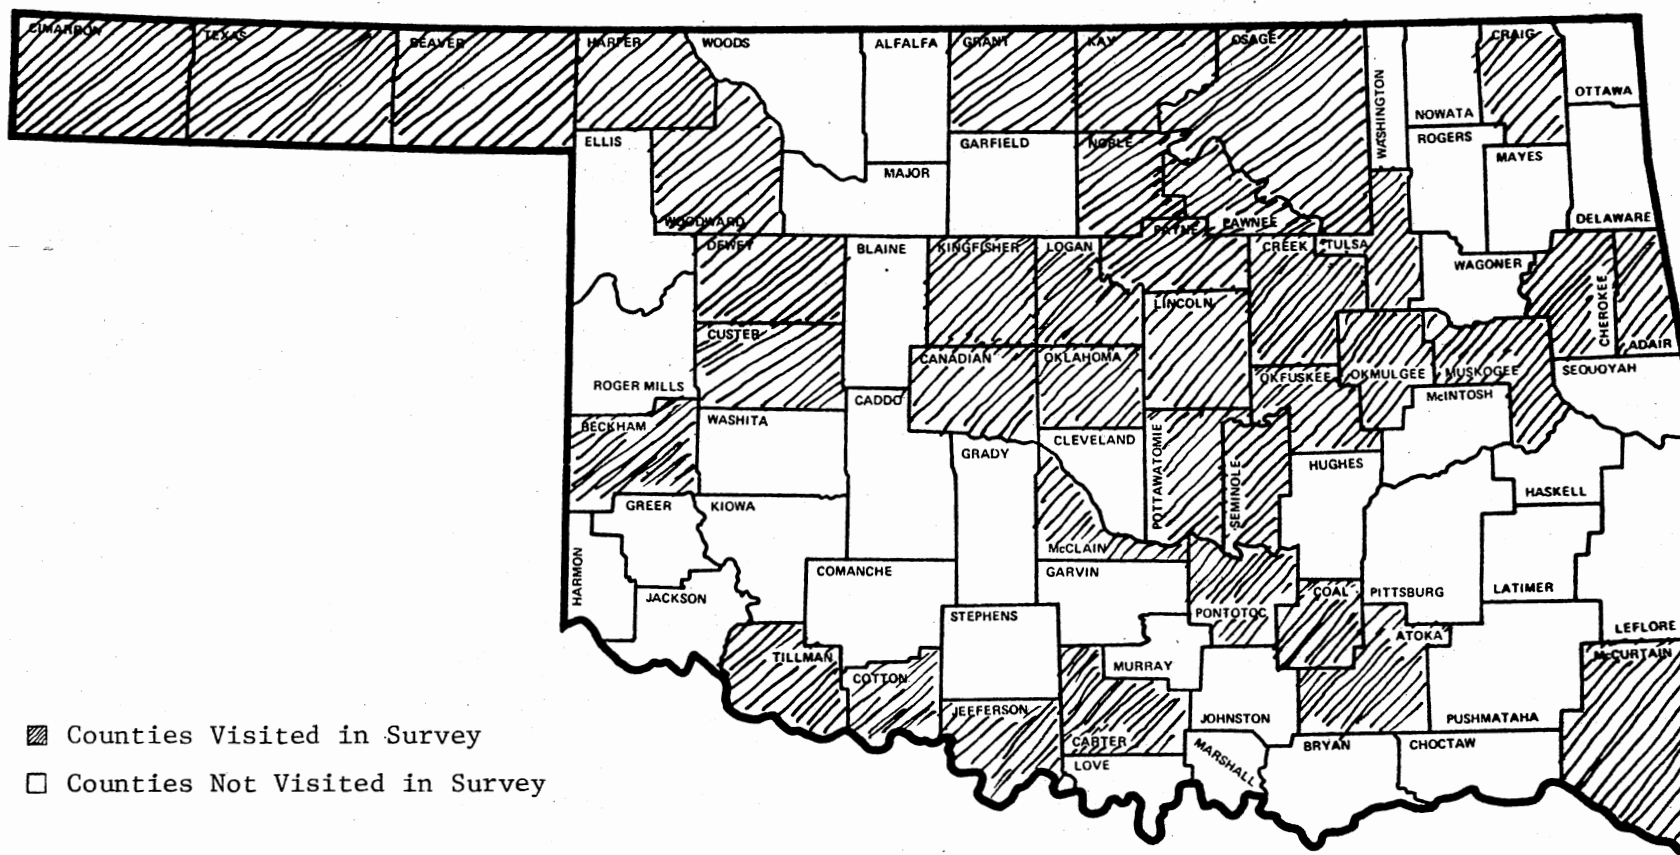 CIMARRON
TEXAS
BEAVER
HARPER
WOODS
ALFALFA
GRANT
KAY
OSAGE
WASHINGTON
NOWATA
CRAIG
OTTAWA
ELLIS
WOODWARD
MAJOR
GARFIELD
NOBLE
PAWNEE
PAYNE
ROGERS
MAYES
DELAWARE
DEWEY
BLAINE
KINGFISHER
LOGAN
LINCOLN
CREEK
TULSA
WAGONER
CHEROKEE
ADAIR
CUSTER
ROGER MILLS
CANADIAN
OKLAHOMA
OKFUSKEE
OKMULGEE
MUSKOGEE
McINTOSH
SEQUOYAH
BECKHAM
WASHITA
CADDO
GRADY
CLEVELAND
POTTAWATOMIE
SEMINOLE
HUGHES
HASKELL
GREER
KIOWA
HARMON
JACKSON
COMANCHE
McCLAIN
GARVIN
PONTOTOC
COAL
PITTSBURG
LATIMER
LEFLORE
STEPHENS
TILLMAN
COTTON
MURRAY
ATOKA
McCURTAIN
JEFFERSON
CARTER
JOHNSTON
PUSHMATAHA
LOVE
MARSHALL
BRYAN
CHOCTAW
Counties Visited in Survey
Counties Not Visited in Survey